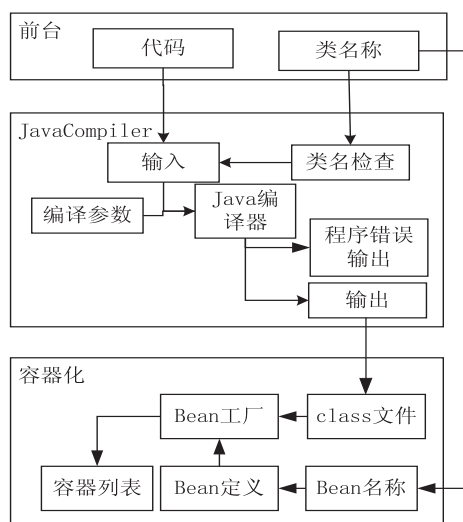 前台
代码
类名称
JavaCompiler
输入
类名检查
编译参数
Java编
译器
程序错误
输出
输出
容器化
Bean工厂
class文件
容器列表
Bean定义
Bean名称